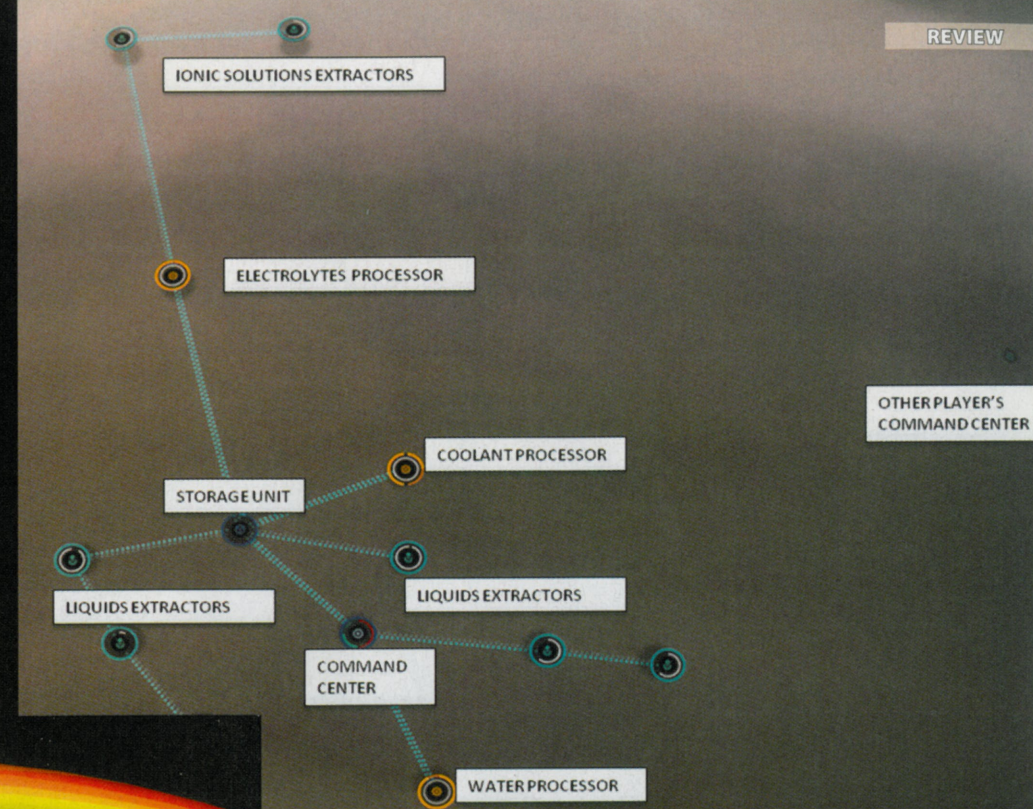 REVIEW
IONIC SOLUTIONS EXTRACTORS
ELECTROLYTES PROCESSOR
OTHER PLAYER'S
COMMAND CENTER
COOLANT PROCESSOR
STORAGE UNIT
LIQUIDS EXTRACTORS
LIQUIDS EXTRACTORS
COMMAND
CENTER
WATER PROCESSOR